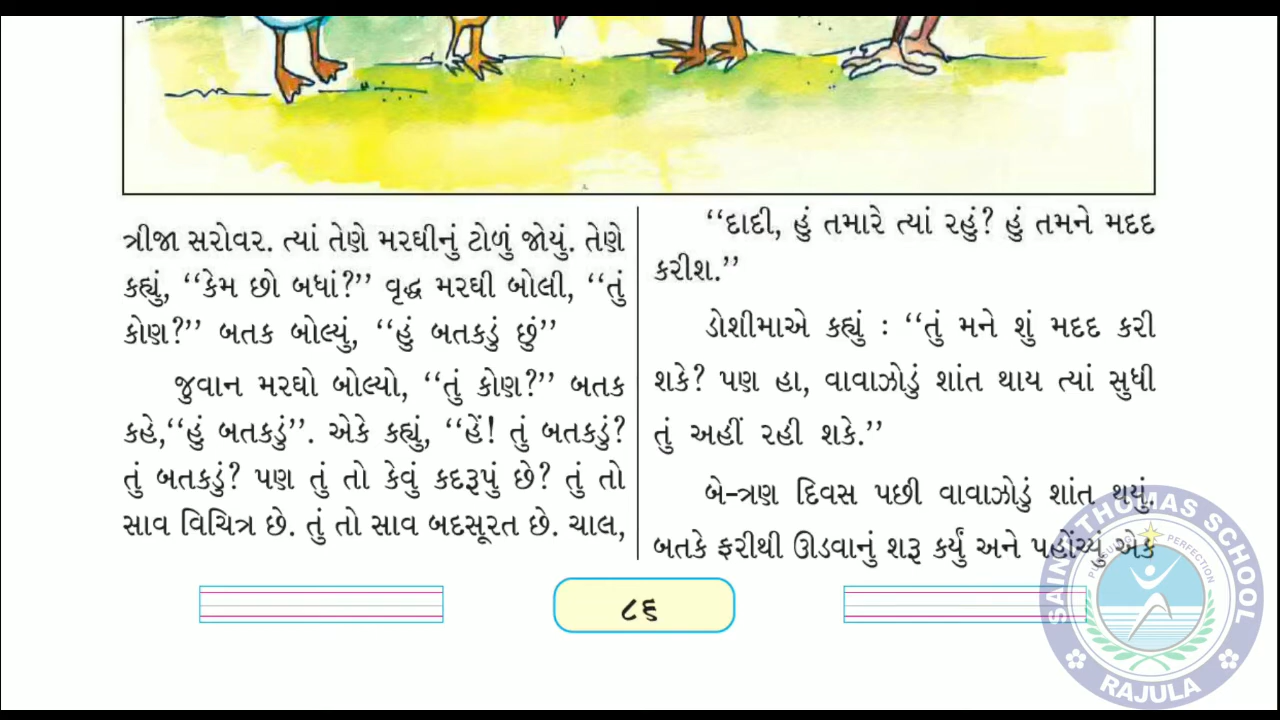 ત્રીજા સરોવર. ત્યાં તેણે મરઘીનું ટોળું જોયું. તેણે
કહ્યું, ‘‘કેમ છો બધાં?’’ વૃદ્ધ મરઘી બોલી, ‘‘તું
કોણ?’’ બતક બોલ્યું, ‘‘હું બતકડું છું’’
જુવાન મરઘો બોલ્યો, ‘‘તું કોણ?’’ બતક
કહે,‘‘હું બતકડું’’. એકે કહ્યું, ‘‘હેં! તું બતકડું?
તું બતકડું? પણ તું તો કેવું કદરૂપું છે? તું તો
સાવ વિચિત્ર છે. તું તો સાવ બદસૂરત છે. ચાલ,
‘‘દાદી, હું તમારે ત્યાં રહું? હું તમને મદદ
કરીશ.’’
ડોશીમાએ કહ્યું : ‘‘તું મને શું મદદ કરી
શકે? પણ હા, વાવાઝોડું શાંત થાય ત્યાં સુધી
તું અહીં રહી શકે.’’
બે-ત્રણ દિવસ પછી વાવાઝોડું શાંત થયું.
બતકે ફરીથી ઊડવાનું શરૂ કર્યું અને પહોંચ્યું એક
૮૬
SAINT THOMAS SCHOOL
PURSUING PERFECTION
RAJULA